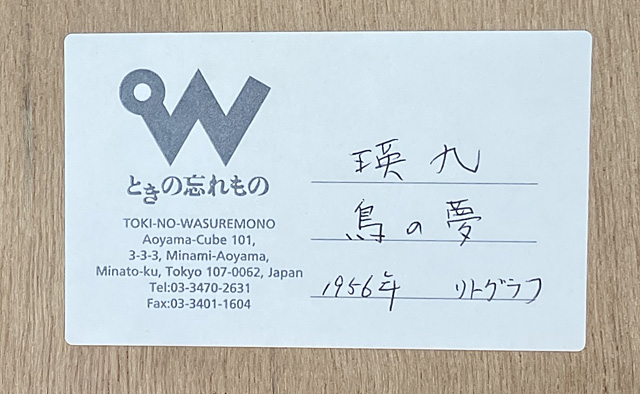 ときの忘れもの
TOKI-NO-WASUREMONO
Aoyama-Cube 101,
3-3-3, Minami-Aoyama,
Minato-ku, Tokyo 107-0062, Japan
Tel:03-3470-2631
Fax:03-3401-1604
瑛九
鳥の夢
1956年 リトグラフ